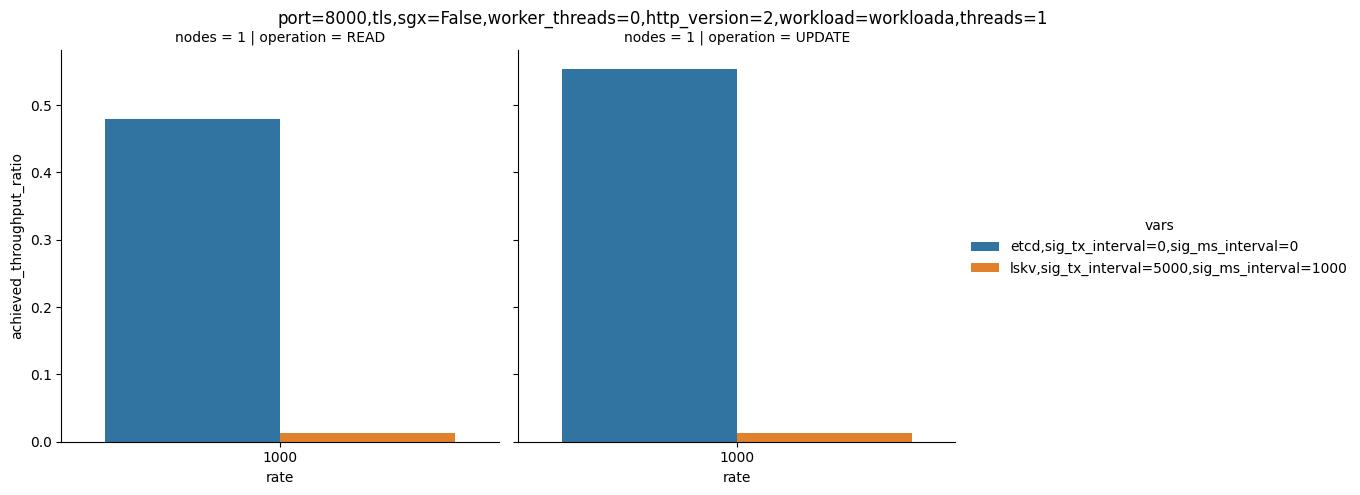 port=8000,tls,sgx=False,worker_threads=0,http_version=2,workload=workloada,threads=1
nodes = 1 | operation = READ
nodes = 1 | operation = UPDATE
achieved_throughput_ratio
0.5
0.4
0.3
0.2
0.1
0.0
1000
rate
1000
rate
vars
etcd,sig_tx_interval=0,sig_ms_interval=0
lskv,sig_tx_interval=5000,sig_ms_interval=1000